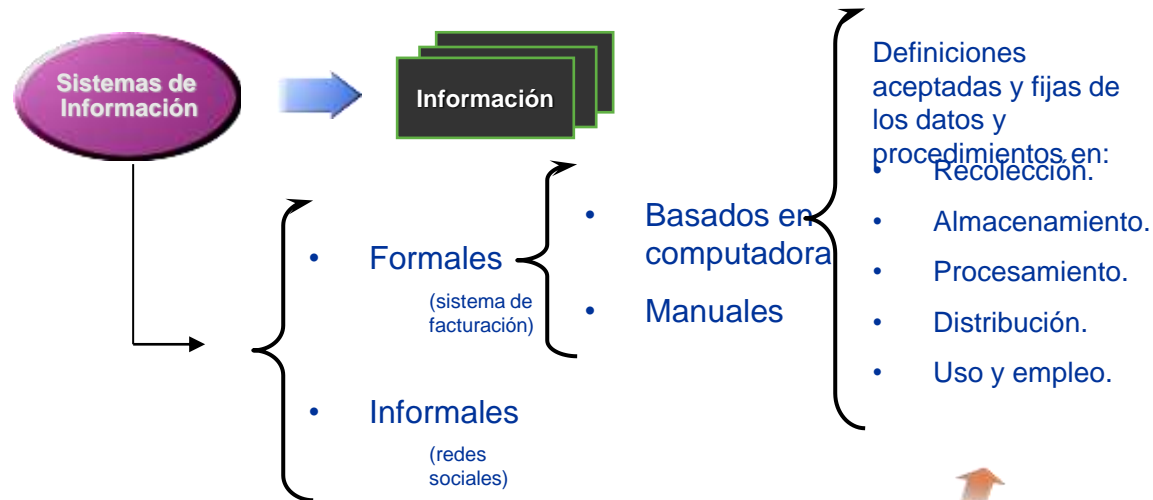 Sistemas de
Información
Información
• Formales
(sistema de
facturación)
• Informales
(redes
sociales)
• Basados en
computadora
• Manuales
Definiciones
aceptadas y fijas de
los datos y
procedimientos en:
• Recolección.
• Almacenamiento.
• Procesamiento.
• Distribución.
• Uso y empleo.